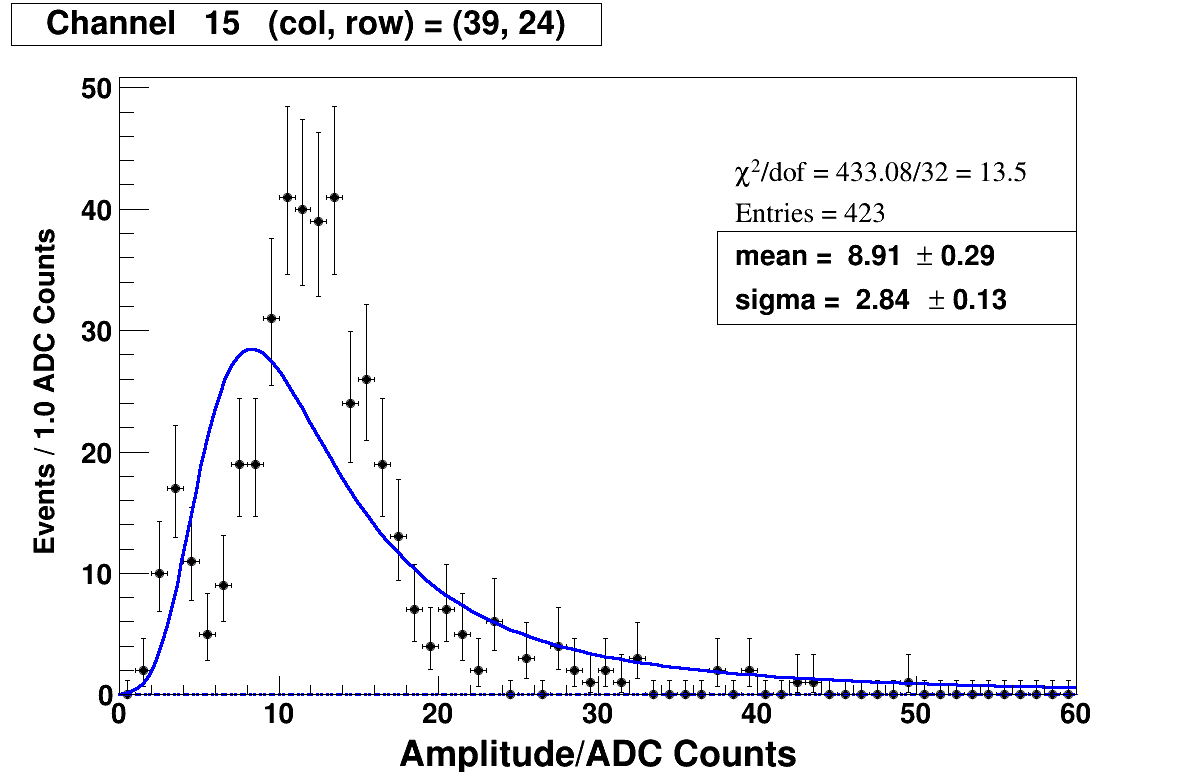 Channel 15 (col, row) = (39, 24)
50
40
30
20
10
0
Events / 1.0 ADC Counts
χ²/dof = 433.08/32 = 13.5
Entries = 423
mean = 8.91 ± 0.29
sigma = 2.84 ± 0.13
0 10 20 30 40 50 60
Amplitude/ADC Counts